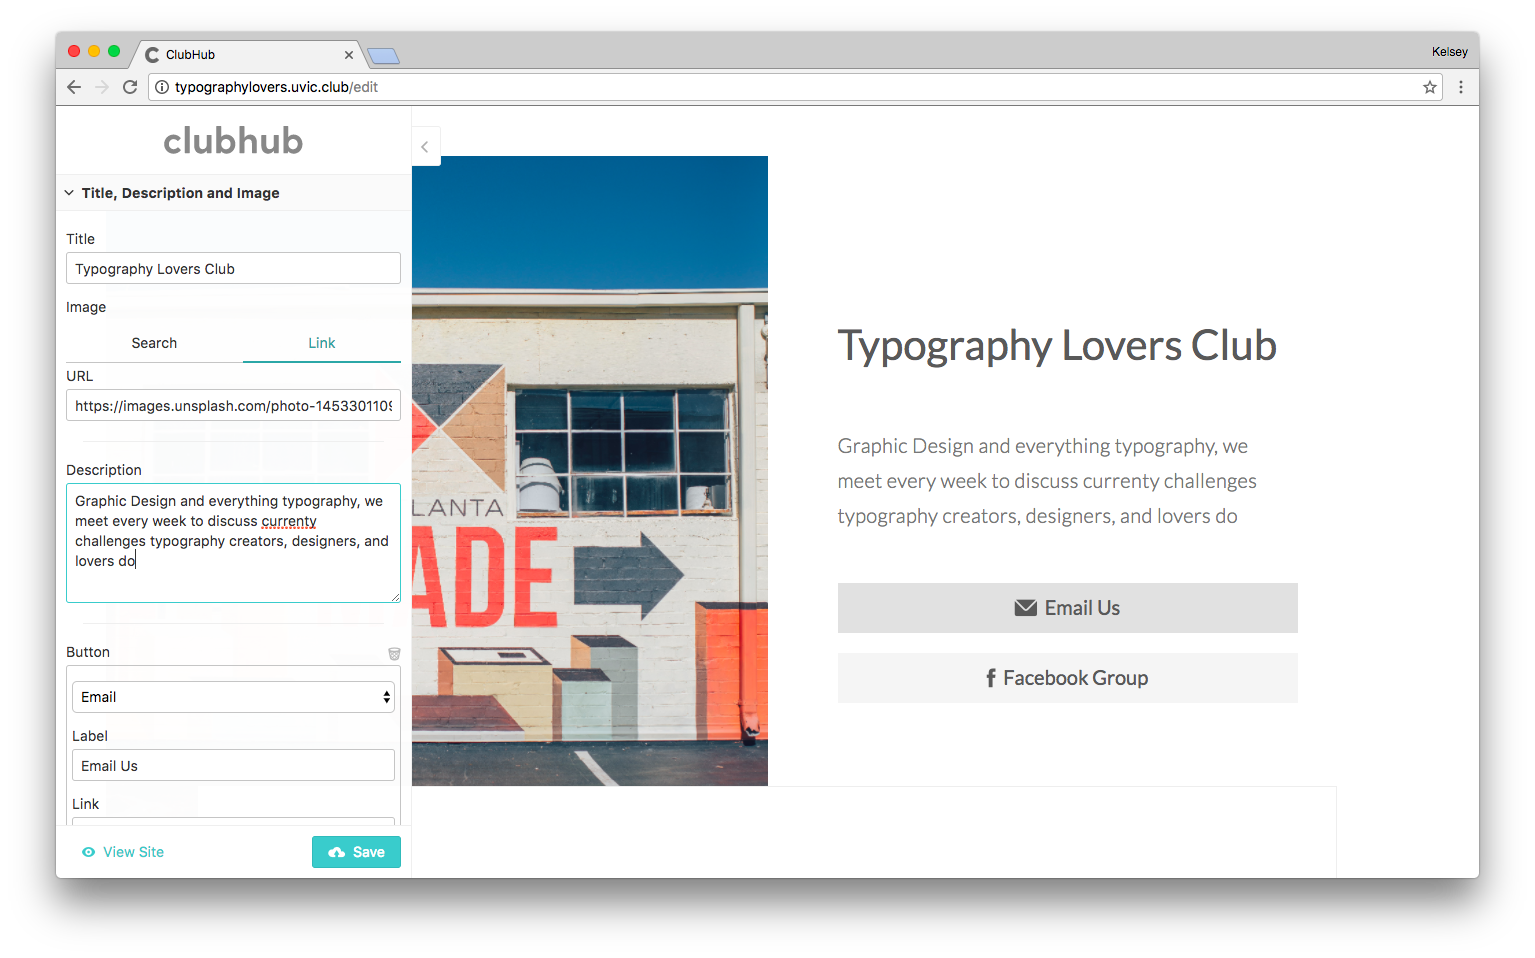 ClubHub
Kelsey
typographylovers.uvic.club/edit
clubhub
Title, Description and Image
Title
Typography Lovers Club
Image
Search
Link
URL
https://images.unsplash.com/photo-1453301109
Description
Graphic Design and everything typography, we
meet every week to discuss currenty
challenges typography creators, designers, and
lovers do
Button
Email
Label
Email Us
Link
View Site
Save
LANTA
ADE
Typography Lovers Club
Graphic Design and everything typography, we
meet every week to discuss currenty challenges
typography creators, designers, and lovers do
Email Us
Facebook Group